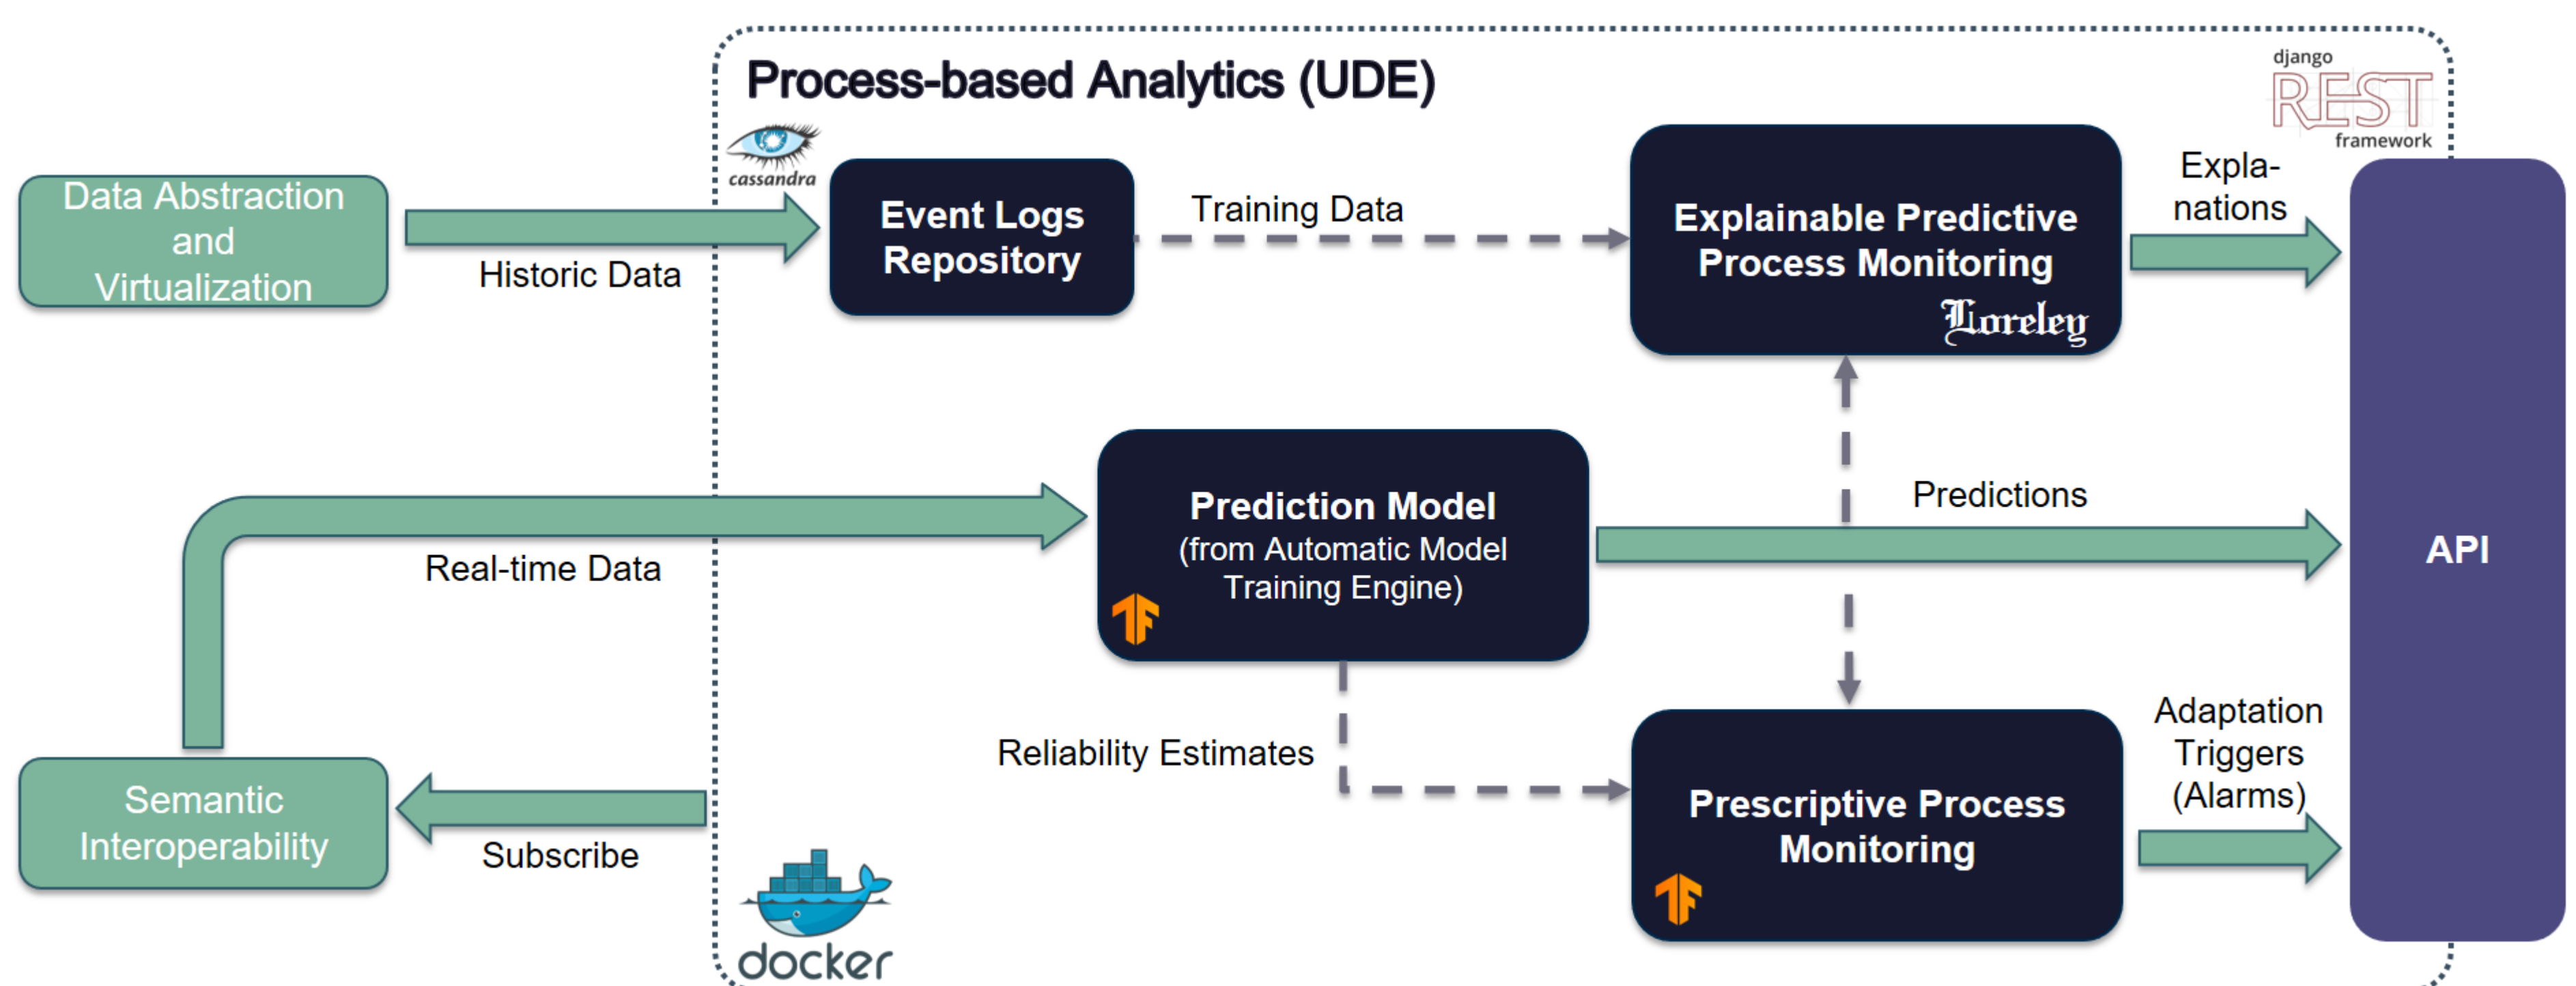 Process-based Analytics (UDE)
django
REST
framework
cassandra
Data Abstraction
and
Virtualization
Historic Data
Event Logs
Repository
Training Data
Explainable Predictive
Process Monitoring
Loreley
Expla-
nations
Real-time Data
Prediction Model
(from Automatic Model
Training Engine)
Predictions
API
Semantic
Interoperability
Subscribe
Reliability Estimates
Prescriptive Process
Monitoring
Adaptation
Triggers
(Alarms)
docker